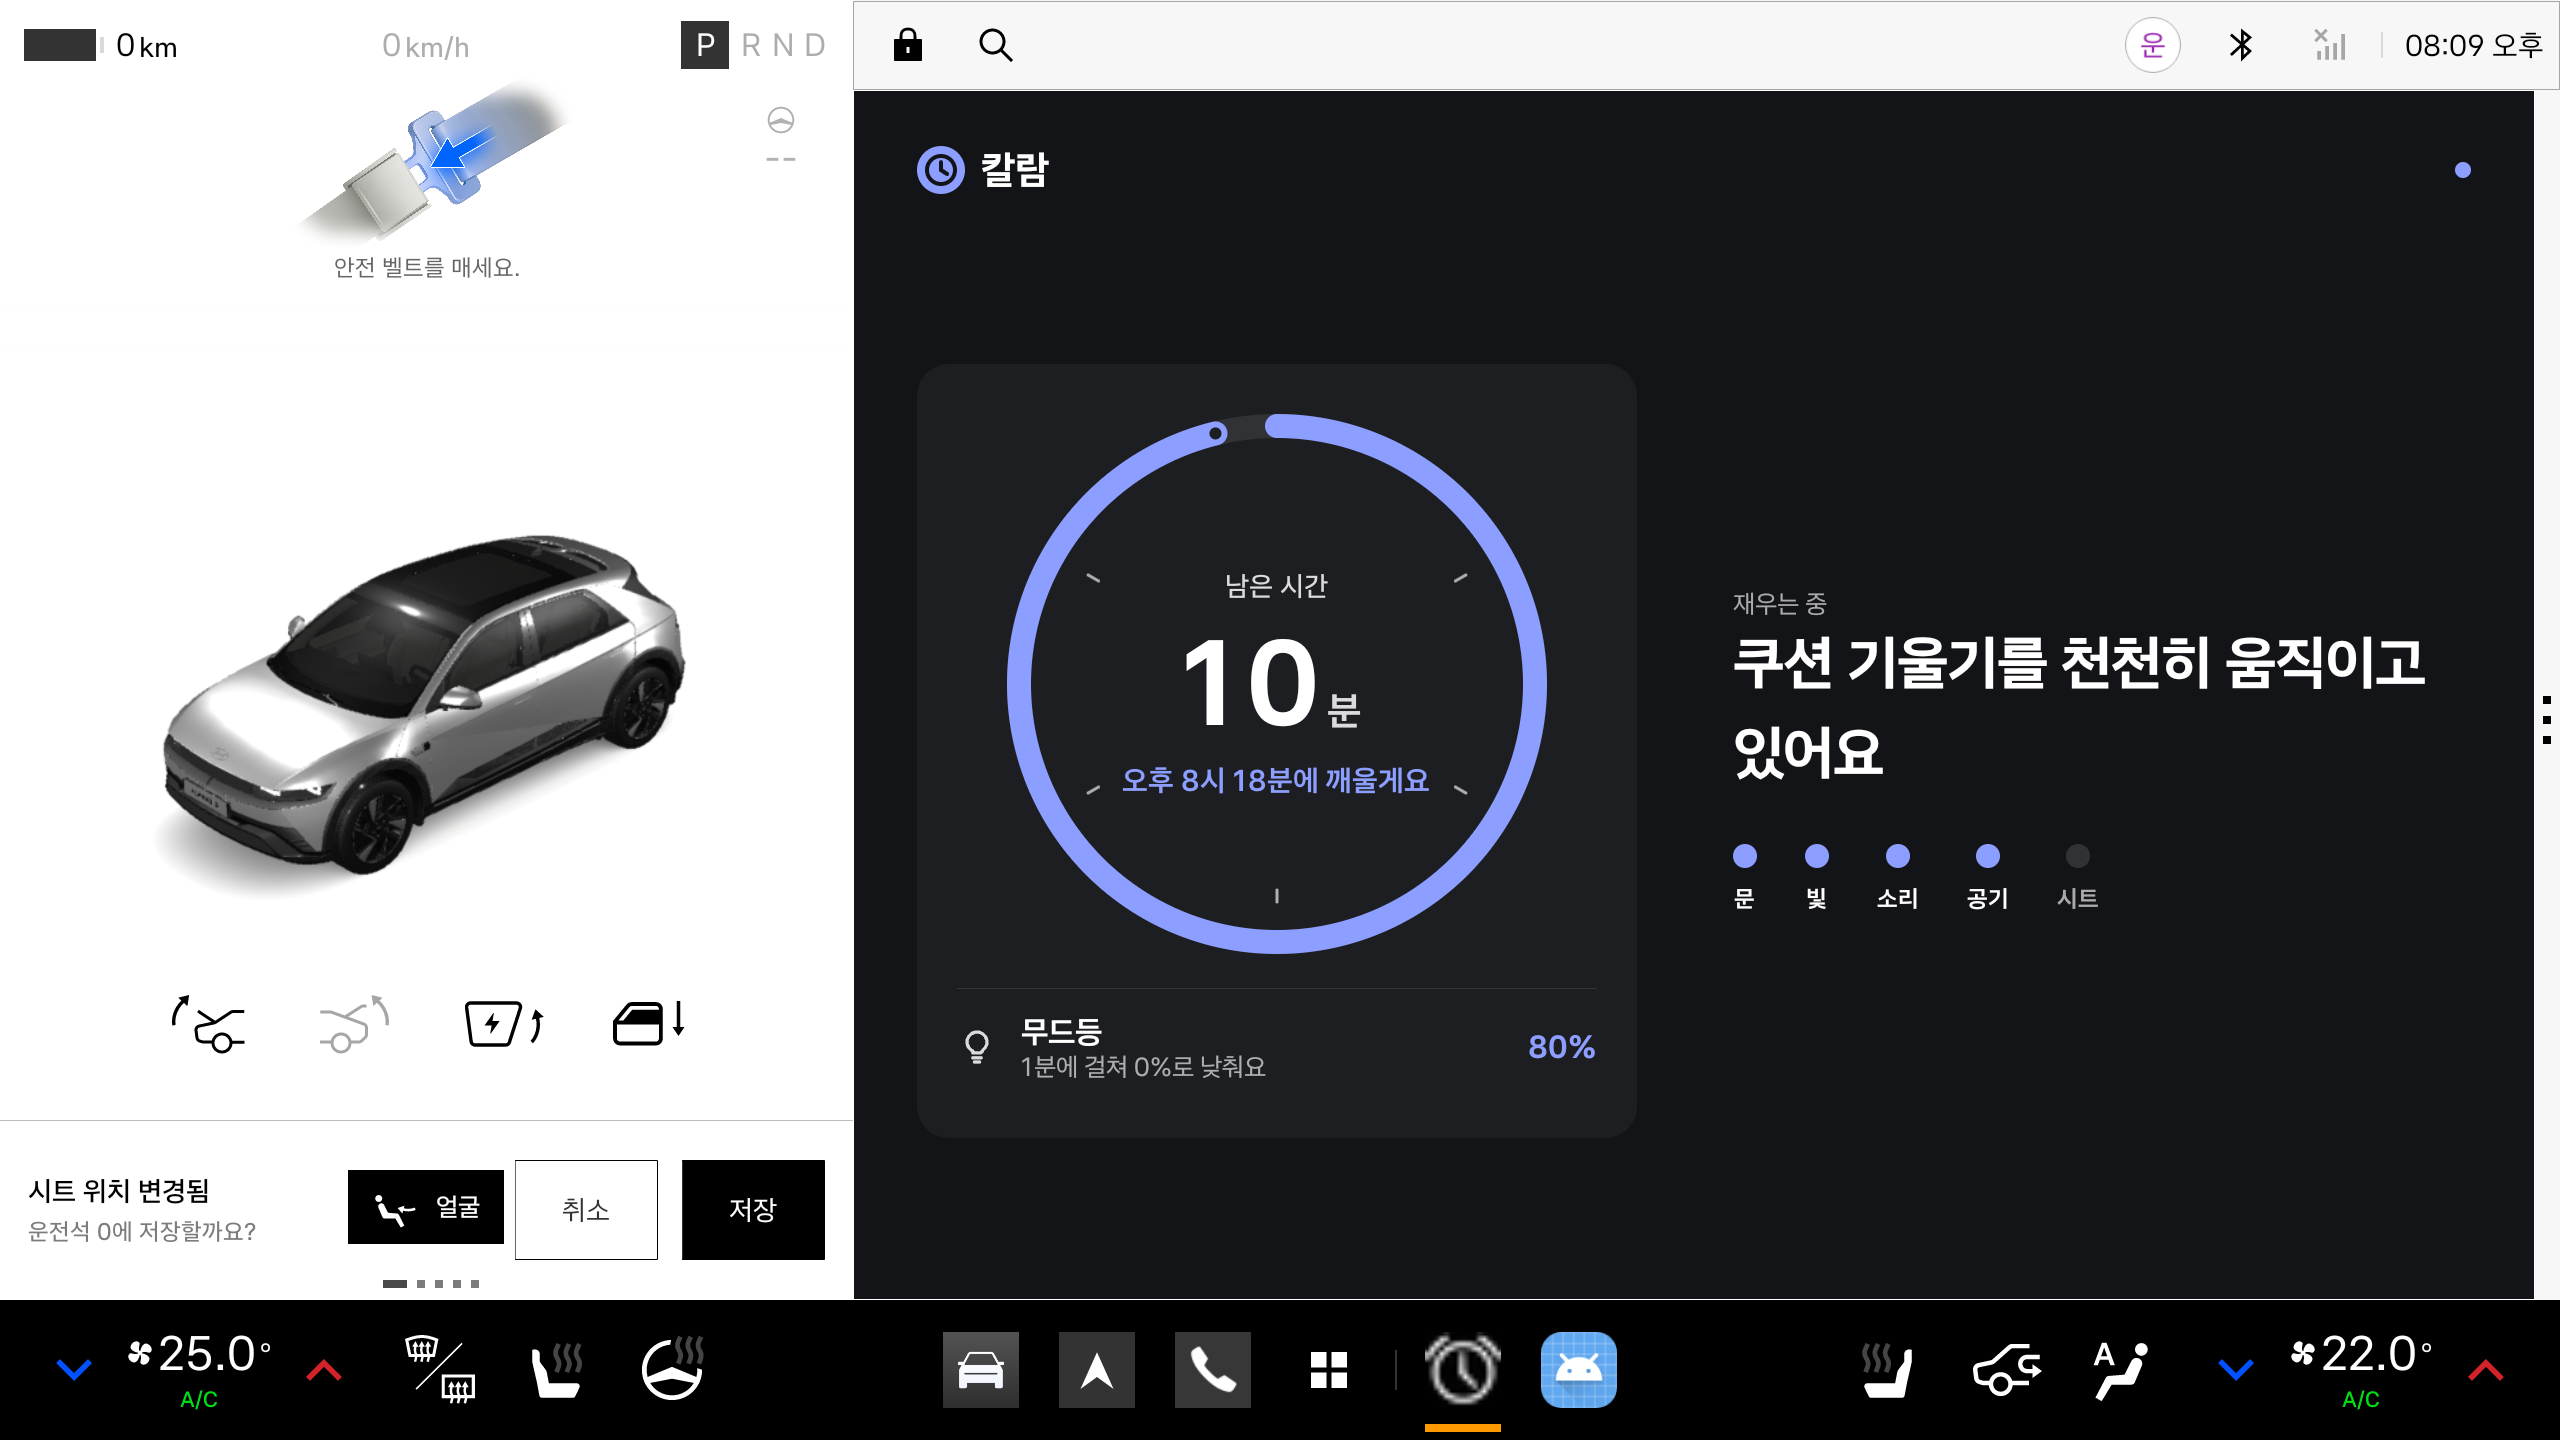 0 km
0 km/h
P R N D
운
08:09 오후
--
안전 벨트를 매세요.
칼람
남은 시간
10 분
오후 8시 18분에 깨울게요
무드등
1분에 걸쳐 0%로 낮춰요
80%
재우는 중
쿠션 기울기를 천천히 움직이고
있어요
문 빛 소리 공기 시트
시트 위치 변경됨
운전석 0에 저장할까요?
얼굴
취소
저장
25.0°
A/C
A
22.0°
A/C